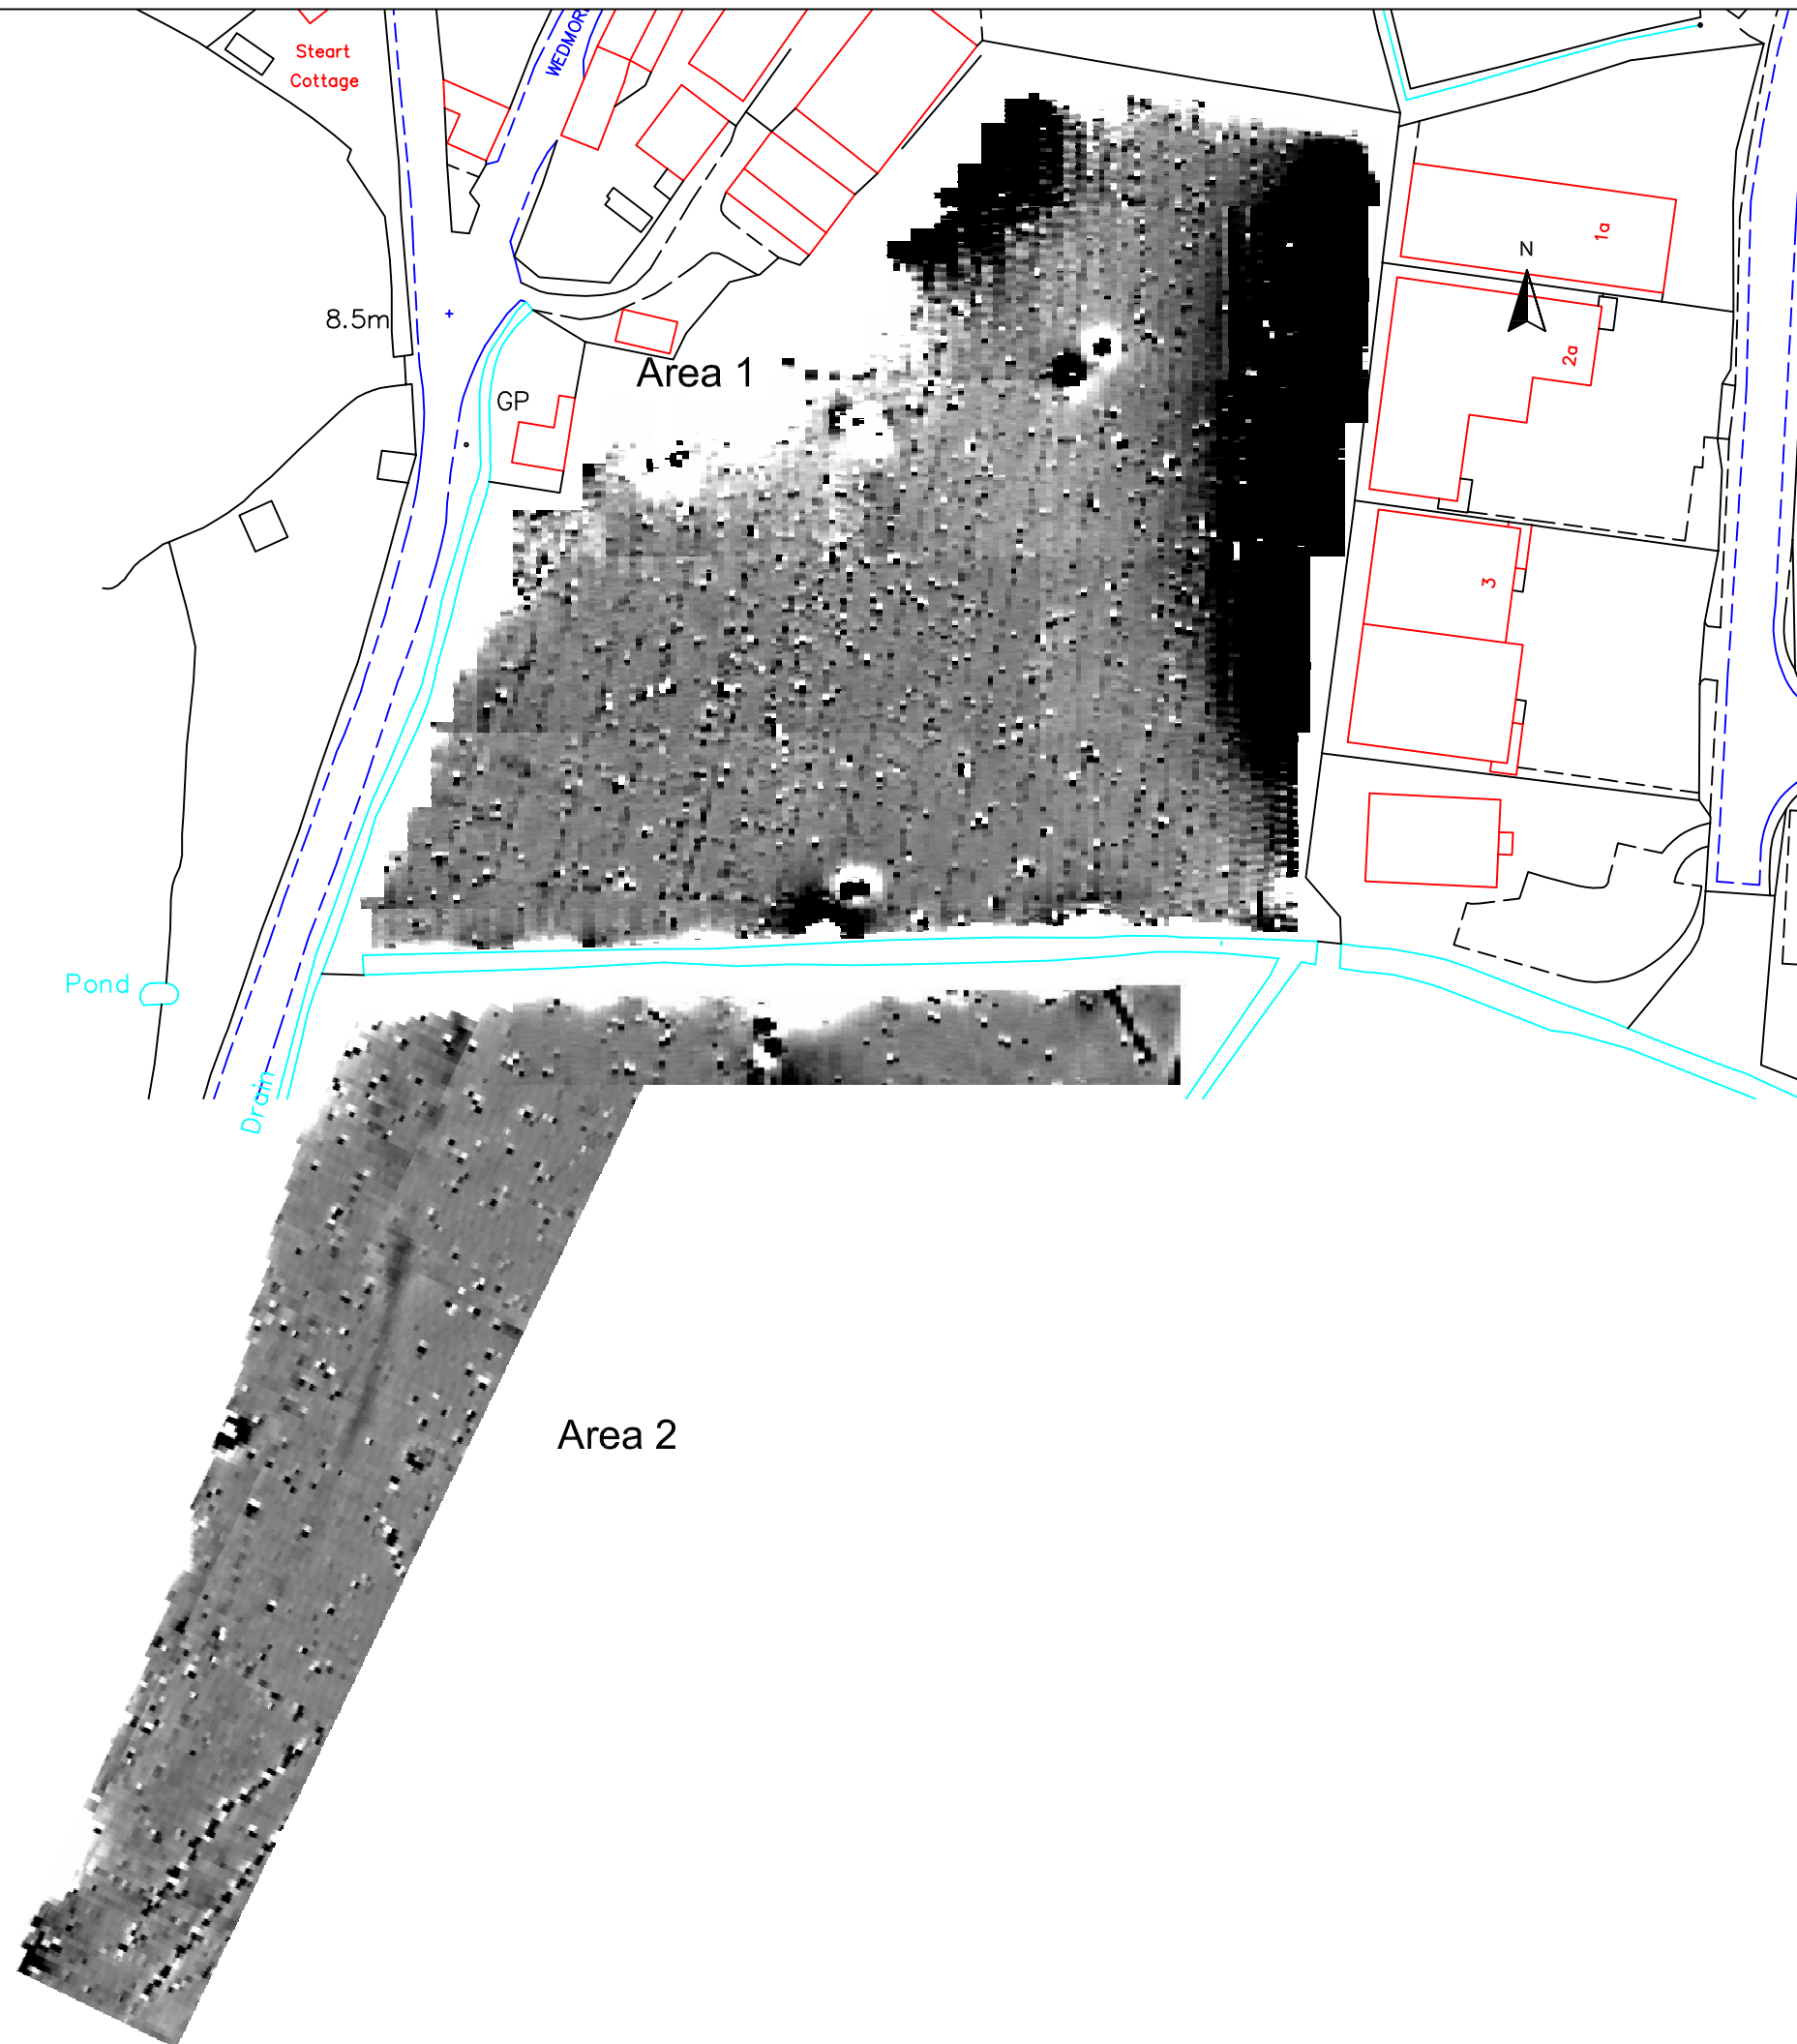 Steart
Cottage
WEDMOR
1a
N
8.5m
2a
Area 1
GP
3
Pond
Drain
Area 2